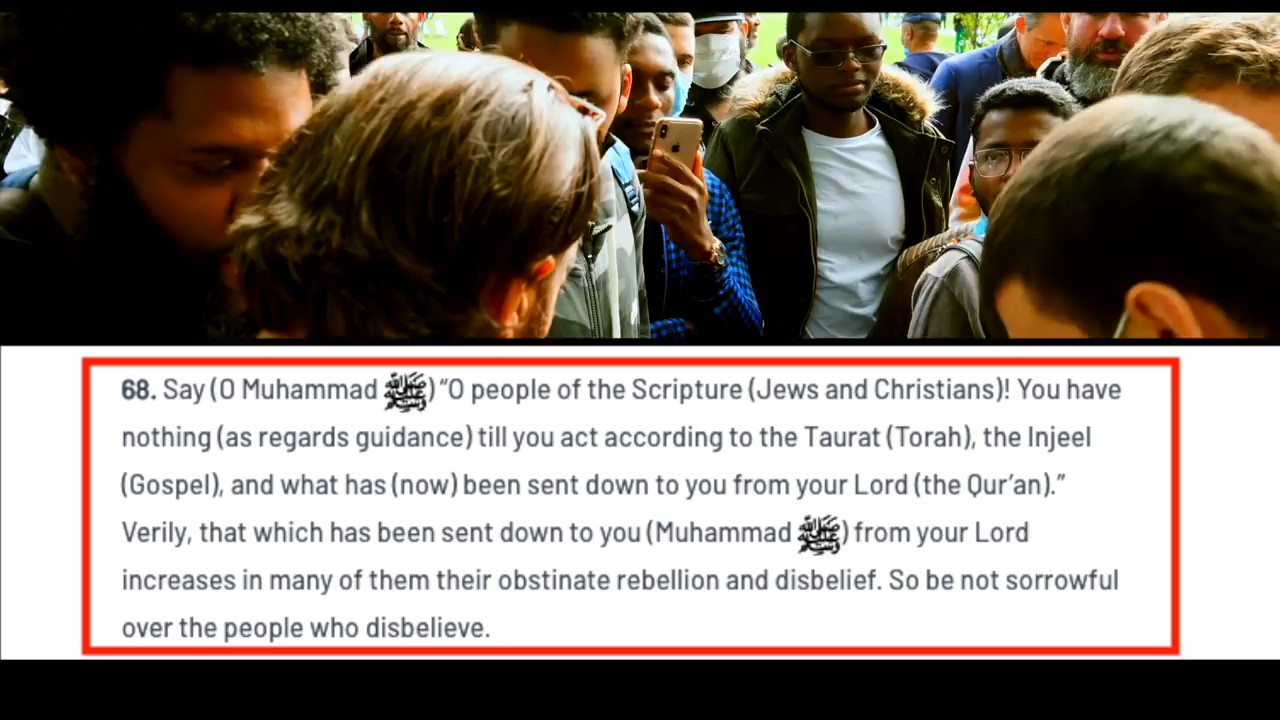 68. Say (O Muhammad ﷺ) “O people of the Scripture (Jews and Christians)! You have
nothing (as regards guidance) till you act according to the Taurat (Torah), the Injeel
(Gospel), and what has (now) been sent down to you from your Lord (the Qur’an).”
Verily, that which has been sent down to you (Muhammad ﷺ) from your Lord
increases in many of them their obstinate rebellion and disbelief. So be not sorrowful
over the people who disbelieve.